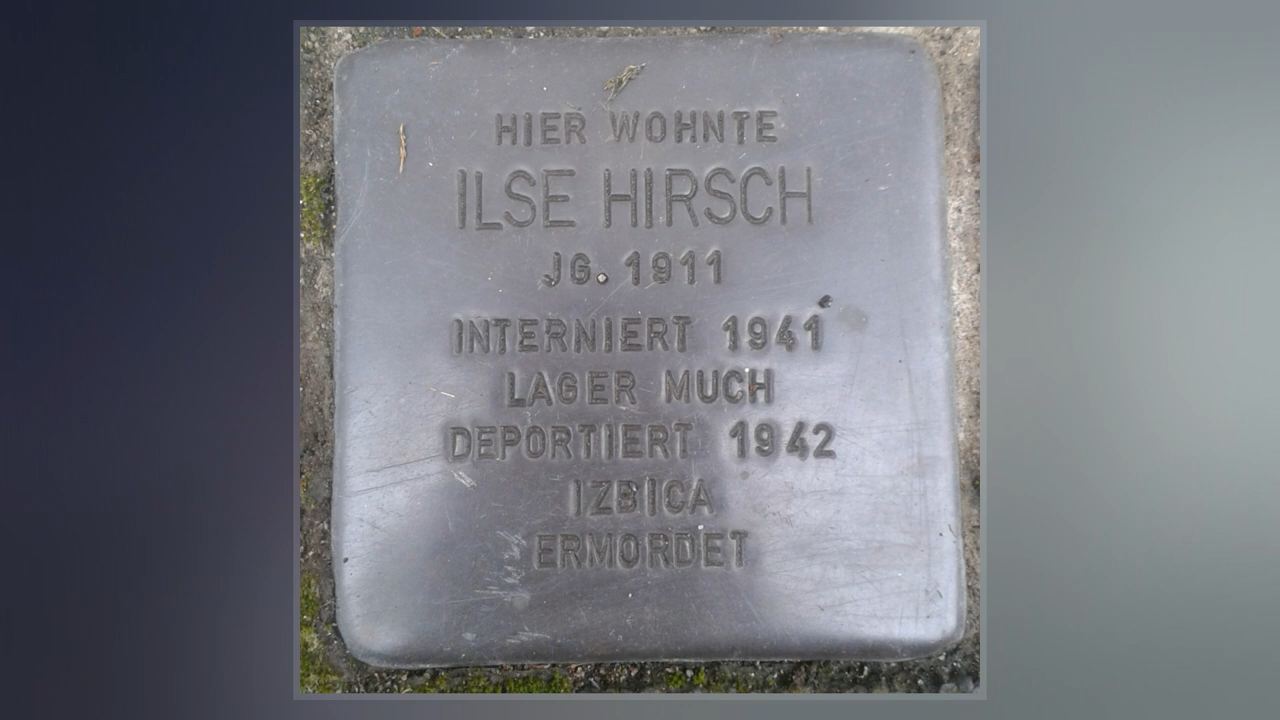 HIER WOHNTE
ILSE HIRSCH
JG. 1911
INTERNIERT 1941
LAGER MUCH
DEPORTIERT 1942
IZBICA
ERMORDET